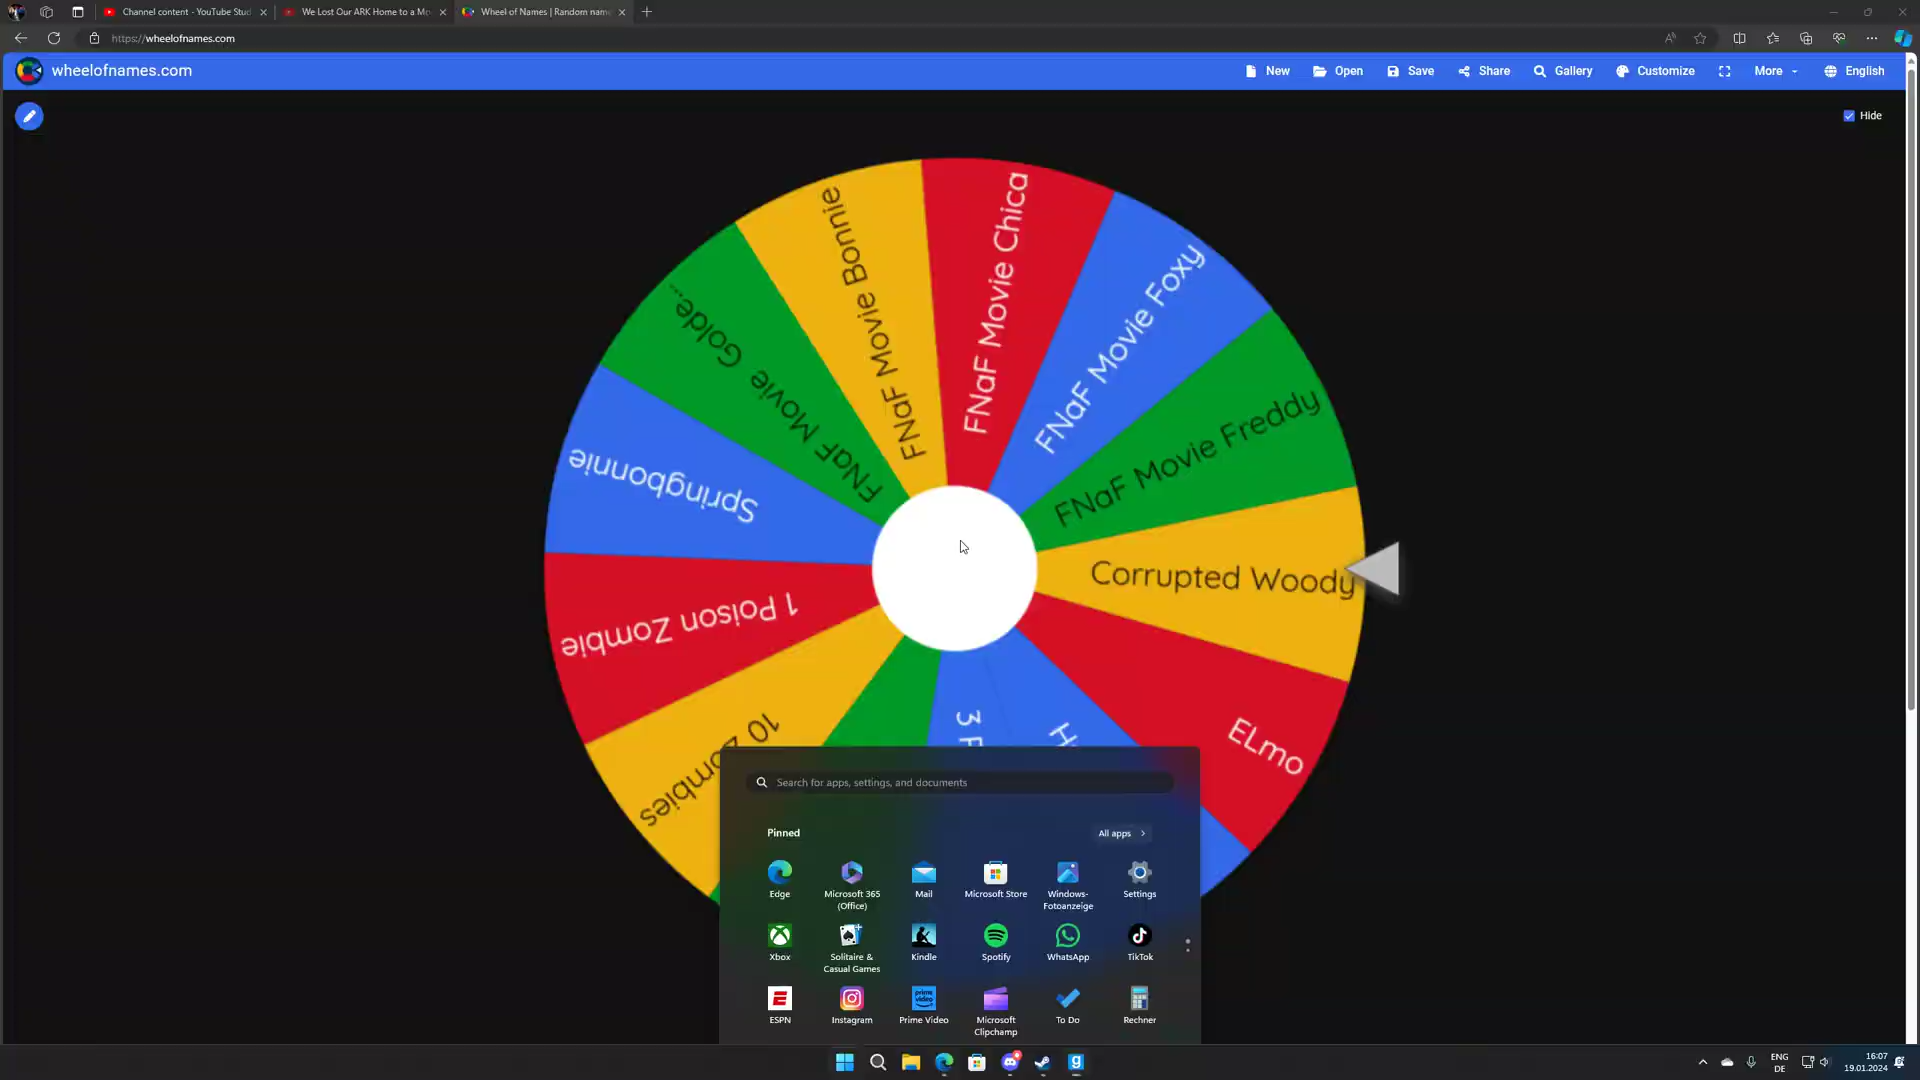 Channel content - YouTube Stud
We Lost Our ARK Home to a Mo
Wheel of Names | Random name
https://wheelofnames.com
wheelofnames.com
New
Open
Save
Share
Gallery
Customize
More
English
Hide
FNaF Movie Golde...
FNaF Movie Bonnie
FNaF Movie Chica
FNaF Movie Foxy
FNaF Movie Freddy
Springbonnie
Corrupted Woody
1 Poison Zombie
ELmo
10 Zombies
3 F
H
Search for apps, settings, and documents
Pinned
All apps
Edge
Microsoft 365
(Office)
Mail
Microsoft Store
Windows-
Fotoanzeige
Settings
Xbox
Solitaire &
Casual Games
Kindle
Spotify
WhatsApp
TikTok
ESPN
Instagram
prime
video
Prime Video
Microsoft
Clipchamp
To Do
Rechner
ENG
DE
16:07
19.01.2024